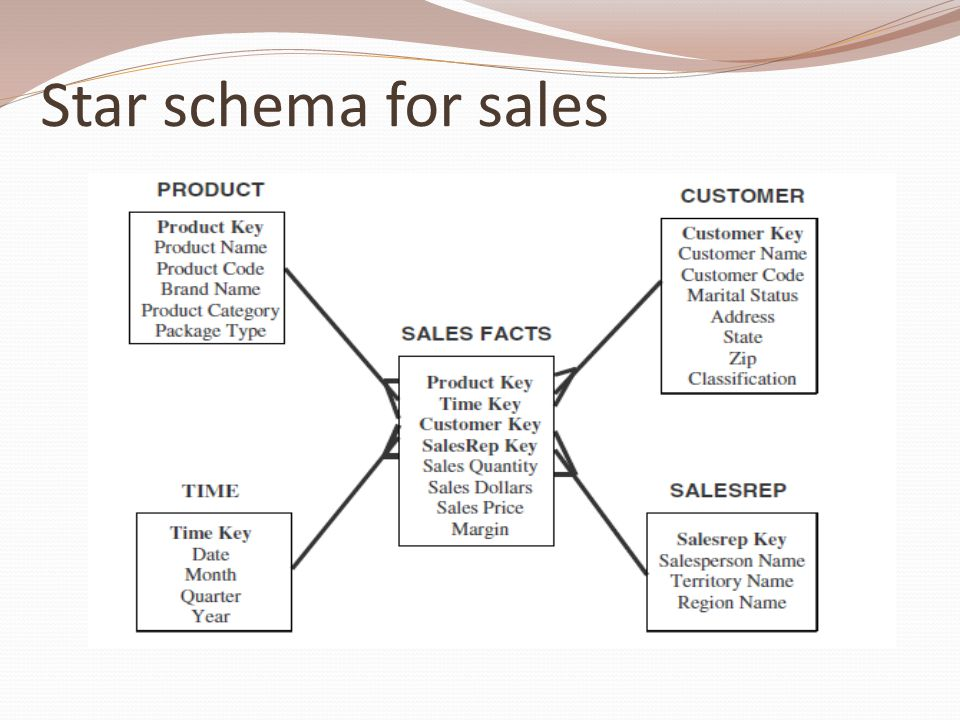 Star schema for sales
PRODUCT
Product Key
Product Name
Product Code
Brand Name
Product Category
Package Type
CUSTOMER
Customer Key
Customer Name
Customer Code
Marital Status
Address
State
Zip
Classification
SALES FACTS
Product Key
Time Key
Customer Key
SalesRep Key
Sales Quantity
Sales Dollars
Sales Price
Margin
TIME
Time Key
Date
Month
Quarter
Year
SALESREP
Salesrep Key
Salesperson Name
Territory Name
Region Name